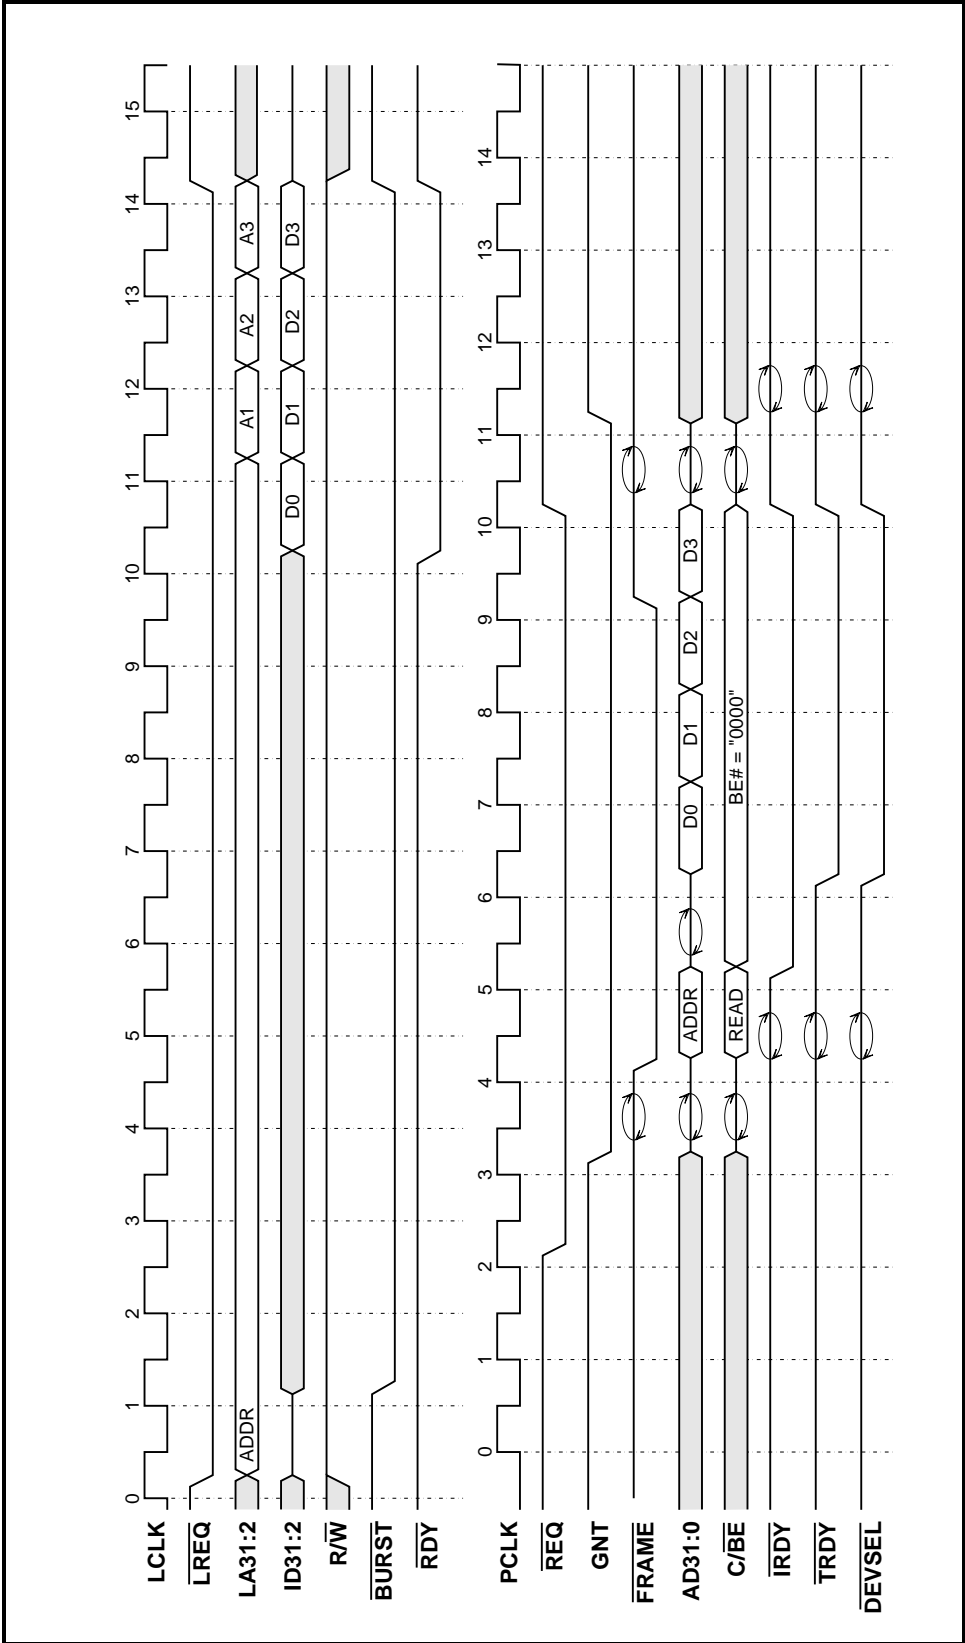 0 1 2 3 4 5 6 7 8 9 10 11 12 13 14 15
LCLK
LREQ
LA31:2 ADDR A1 A2 A3
ID31:2 D0 D1 D2 D3
R/W
BURST
RDY
0 1 2 3 4 5 6 7 8 9 10 11 12 13 14
PCLK
REQ
GNT
FRAME
AD31:0 ADDR D0 D1 D2 D3
C/BE READ BE# = "0000"
IRDY
TRDY
DEVSEL